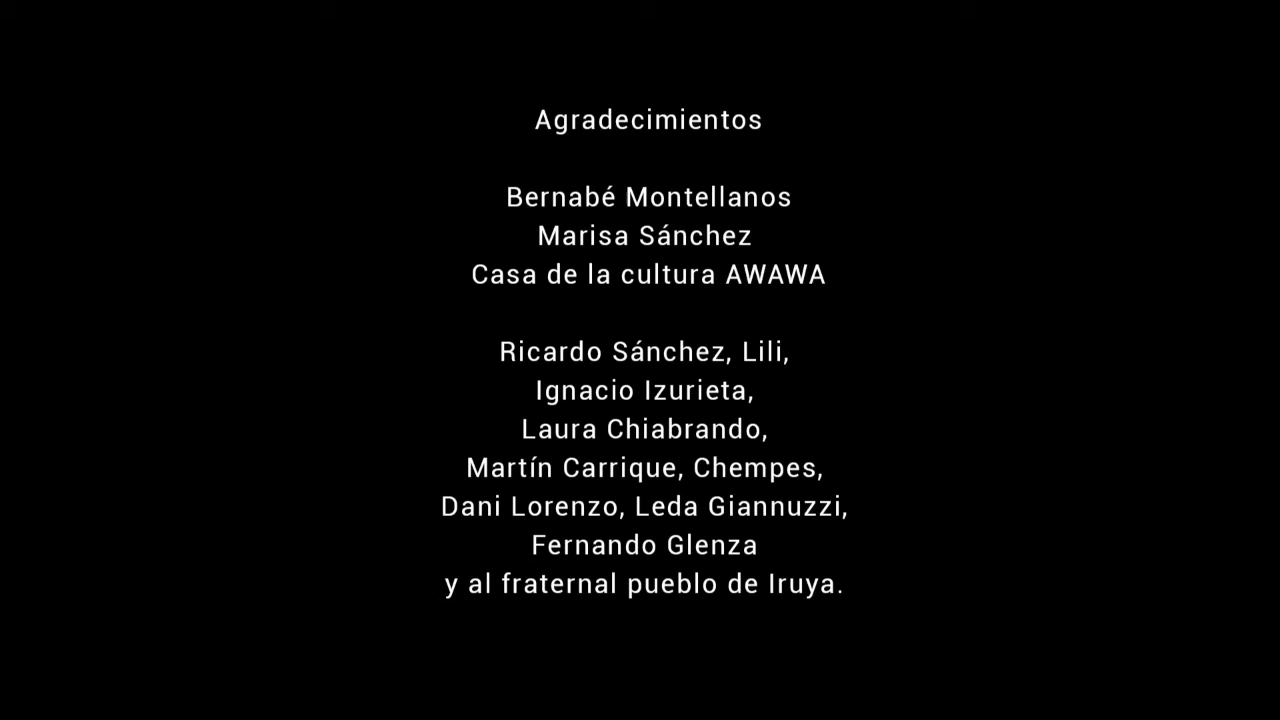 Agradecimientos
Bernabé Montellanos
Marisa Sánchez
Casa de la cultura AWAWA
Ricardo Sánchez, Lili,
Ignacio Izurieta,
Laura Chiabrando,
Martín Carrique, Chempes,
Dani Lorenzo, Leda Giannuzzi,
Fernando Glenza
y al fraternal pueblo de Iruya.